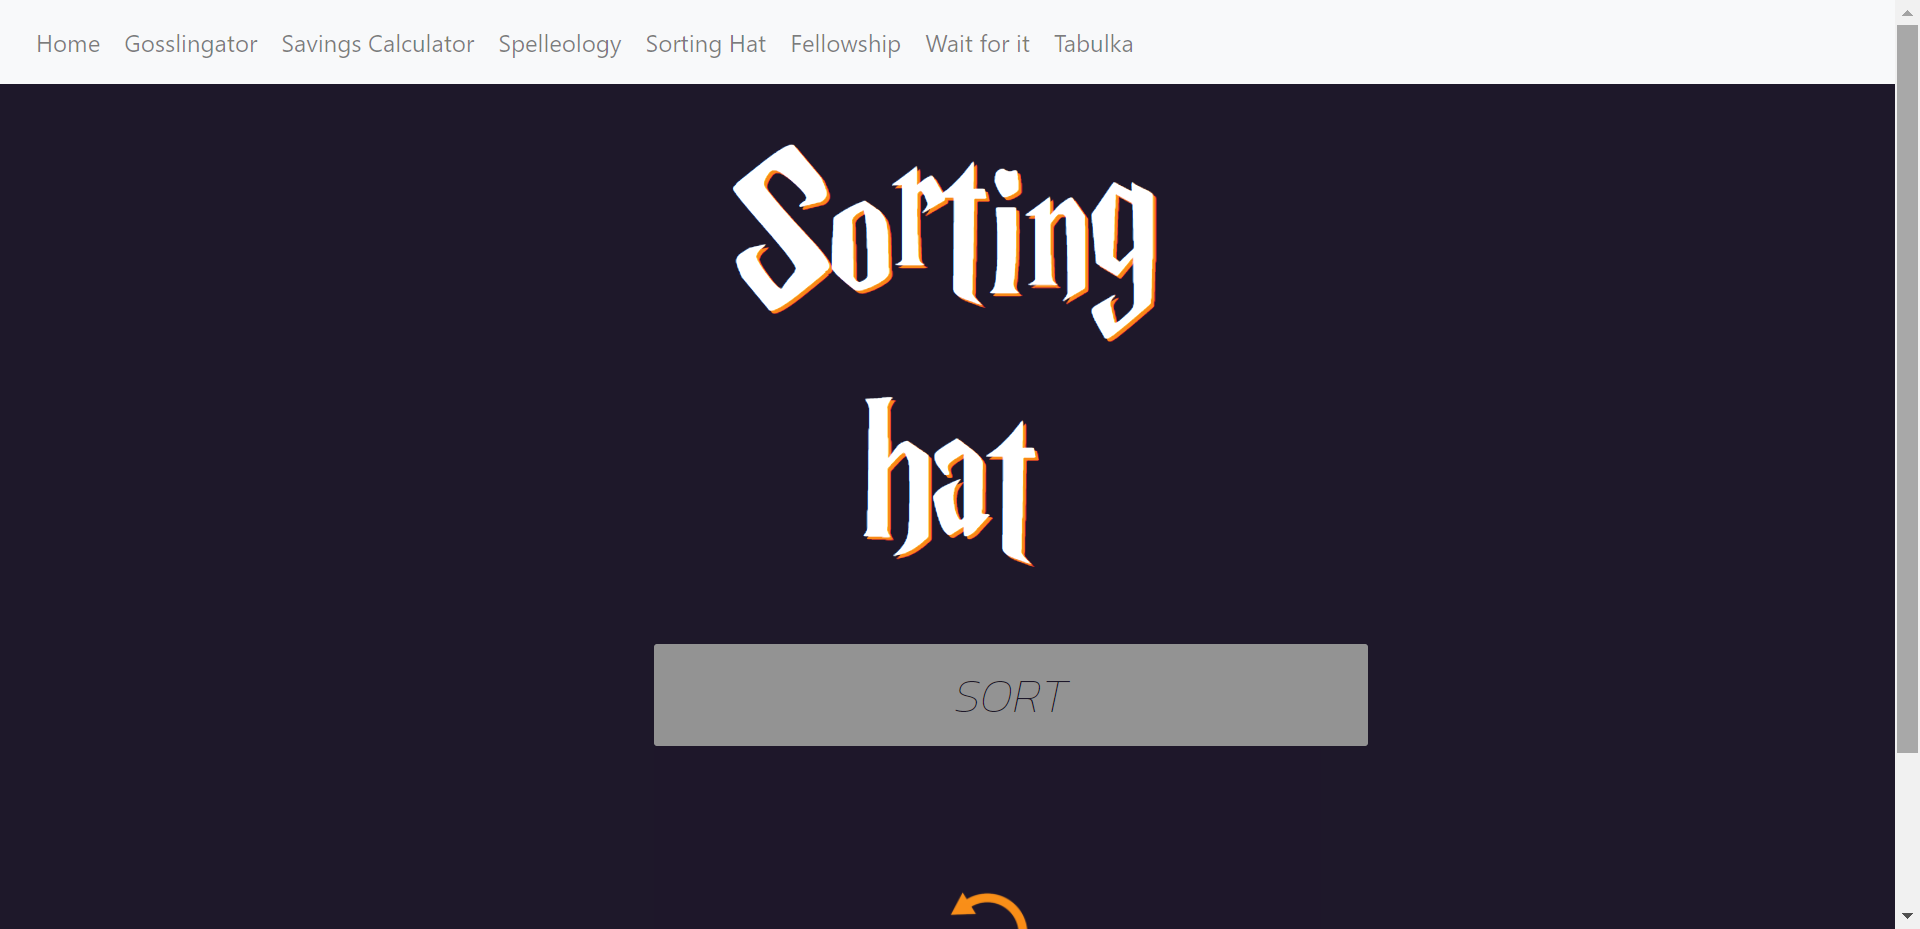 Home Gosslingator Savings Calculator Spelleology Sorting Hat Fellowship Wait for it Tabulka
Sorting
hat
SORT